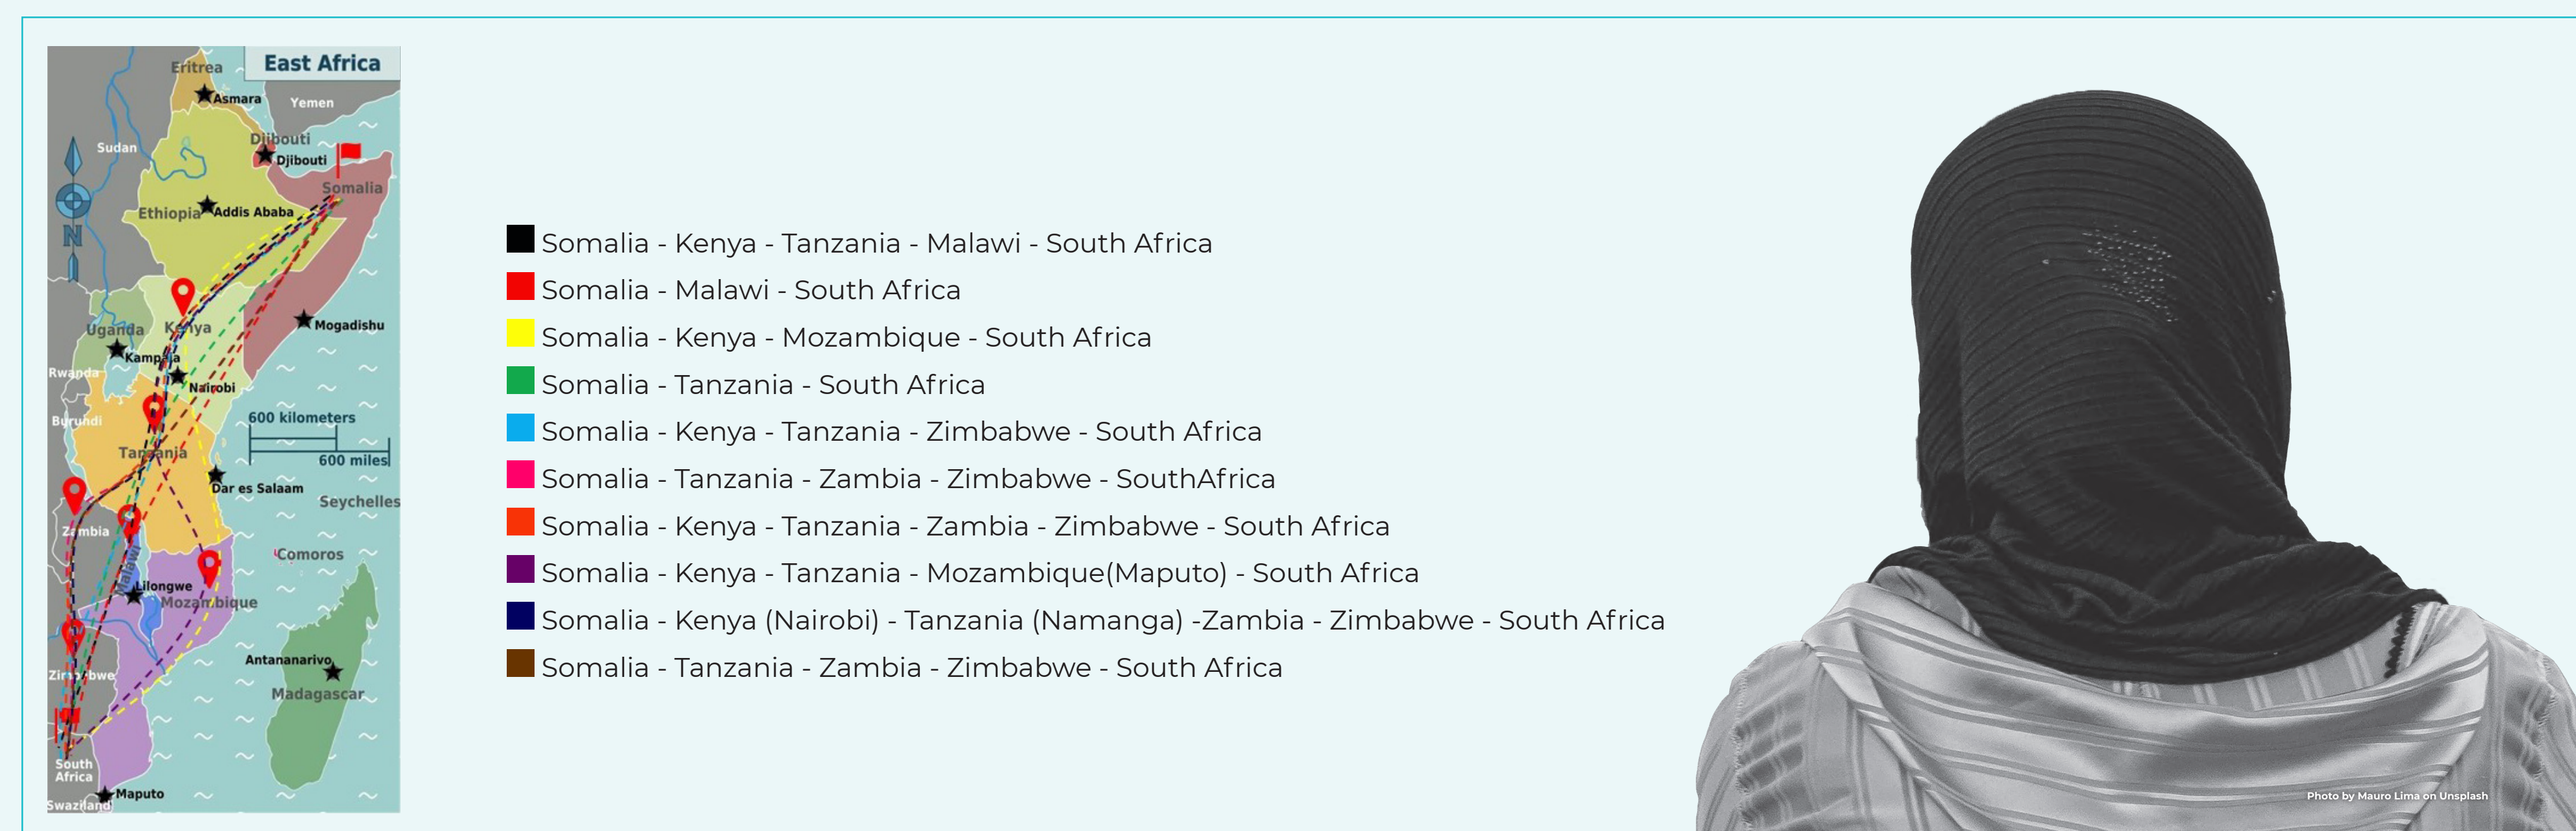 East Africa
Eritrea
Asmara
Yemen
Sudan
Djibouti
Djibouti
Somalia
Ethiopia
Addis Ababa
N
Uganda
Kenya
Mogadishu
Kampala
Rwanda
Nairobi
Burundi
600 kilometers
Tanzania
600 miles
Dar es Salaam
Seychelles
Zambia
Comoros
Malawi
Lilongwe
Mozambique
Antananarivo
Zimbabwe
Madagascar
South
Africa
Maputo
Swaziland
Somalia - Kenya - Tanzania - Malawi - South Africa
Somalia - Malawi - South Africa
Somalia - Kenya - Mozambique - South Africa
Somalia - Tanzania - South Africa
Somalia - Kenya - Tanzania - Zimbabwe - South Africa
Somalia - Tanzania - Zambia - Zimbabwe - SouthAfrica
Somalia - Kenya - Tanzania - Zambia - Zimbabwe - South Africa
Somalia - Kenya - Tanzania - Mozambique(Maputo) - South Africa
Somalia - Kenya (Nairobi) - Tanzania (Namanga) -Zambia - Zimbabwe - South Africa
Somalia - Tanzania - Zambia - Zimbabwe - South Africa
Photo by Mauro Lima on Unsplash